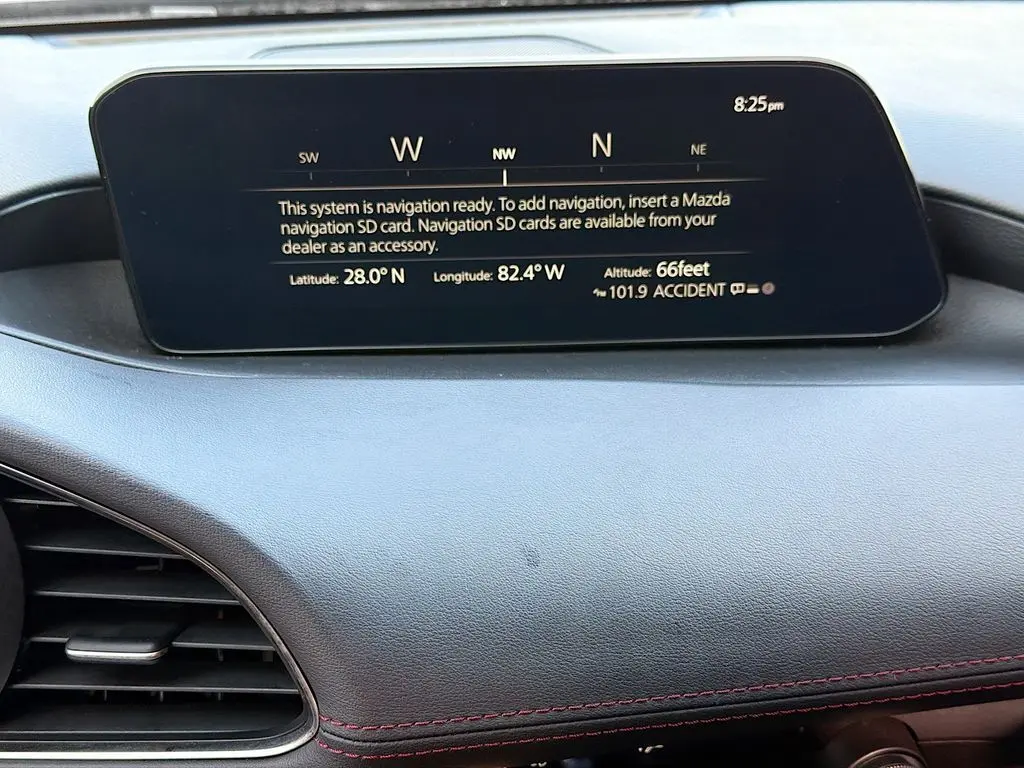 8:25pm
SW W NW N NE
This system is navigation ready. To add navigation, insert a Mazda
navigation SD card. Navigation SD cards are available from your
dealer as an accessory.
Latitude: 28.0° N Longitude: 82.4° W Altitude: 66feet
FM 101.9 ACCIDENT